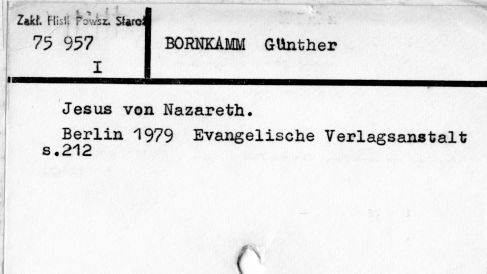 Zakł. Hist. Powsz. Staroż
75 957
I
BORNKAMM Günther
Jesus von Nazareth.
Berlin 1979 Evangelische Verlagsanstalt
s.212